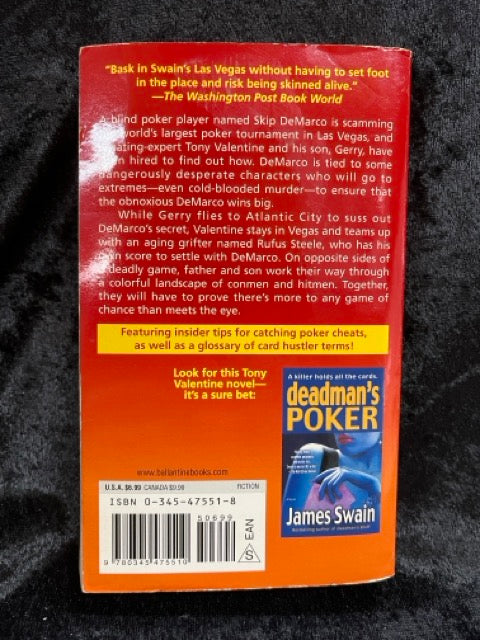 “Bask in Swain’s Las Vegas without having to set foot
in the place and risk being skinned alive.”
—The Washington Post Book World
A blind poker player named Skip DeMarco is scamming
world’s largest poker tournament in Las Vegas, and
expert Tony Valentine and his son, Gerry, have
hired to find out how. DeMarco is tied to some
dangerously desperate characters who will go to
extremes—even cold-blooded murder—to ensure that
the obnoxious DeMarco wins big.
While Gerry flies to Atlantic City to suss out
DeMarco’s secret, Valentine stays in Vegas and teams up
with an aging grifter named Rufus Steele, who has his
own score to settle with DeMarco. On opposite sides of
a deadly game, father and son work their way through
a colorful landscape of conmen and hitmen. Together,
they will have to prove there’s more to any game of
chance than meets the eye.
Featuring insider tips for catching poker cheats,
as well as a glossary of card hustler terms!
Look for this Tony
Valentine novel—
it’s a sure bet:
A killer holds all the cards.
deadman’s
POKER
James Swain
www.ballantinebooks.com
U.S.A. $6.99 CANADA $9.99 FICTION
ISBN 0-345-47551-8
50699
EAN
S
9 780345 475510